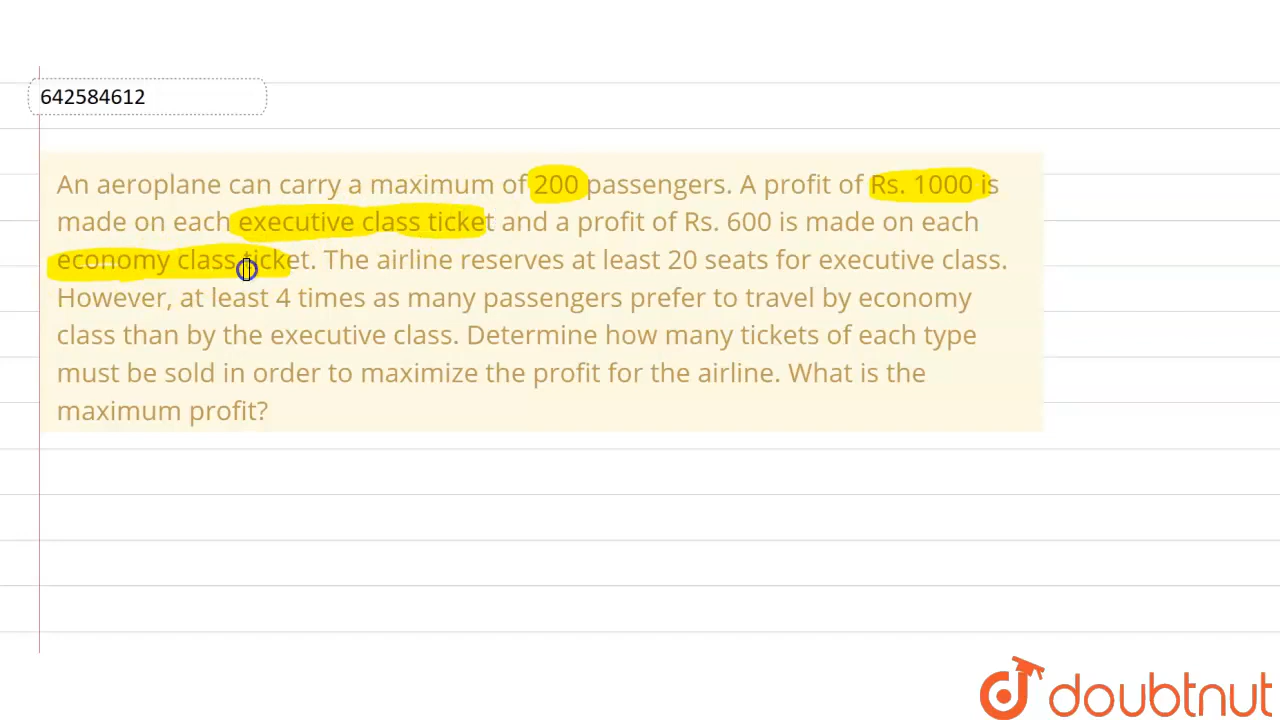 642584612
An aeroplane can carry a maximum of 200 passengers. A profit of Rs. 1000 is
made on each executive class ticket and a profit of Rs. 600 is made on each
economy class ticket. The airline reserves at least 20 seats for executive class.
However, at least 4 times as many passengers prefer to travel by economy
class than by the executive class. Determine how many tickets of each type
must be sold in order to maximize the profit for the airline. What is the
maximum profit?
doubtnut